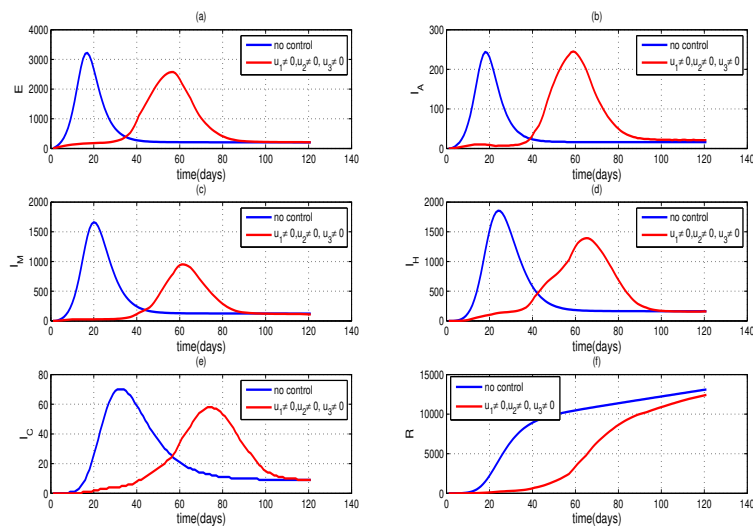 (a)
4000
3000
2000
1000
0
0 20 40 60 80 100 120 140
E
time(days)
no control
u₁≠ 0,u₂≠ 0, u₃≠ 0
(b)
300
200
100
0
0 20 40 60 80 100 120 140
I_A
time(days)
no control
u₁≠ 0,u₂≠ 0, u₃≠ 0
(c)
2000
1500
1000
500
0
0 20 40 60 80 100 120 140
I_M
time(days)
no control
u₁≠ 0,u₂≠ 0, u₃≠ 0
(d)
2000
1500
1000
500
0
0 20 40 60 80 100 120 140
I_H
time(days)
no control
u₁≠ 0,u₂≠ 0, u₃≠ 0
(e)
80
60
40
20
0
0 20 40 60 80 100 120 140
I_C
time(days)
no control
u₁≠ 0,u₂≠ 0, u₃≠ 0
(f)
15000
10000
5000
0
0 20 40 60 80 100 120 140
R
time(days)
no control
u₁≠ 0,u₂≠ 0, u₃≠ 0